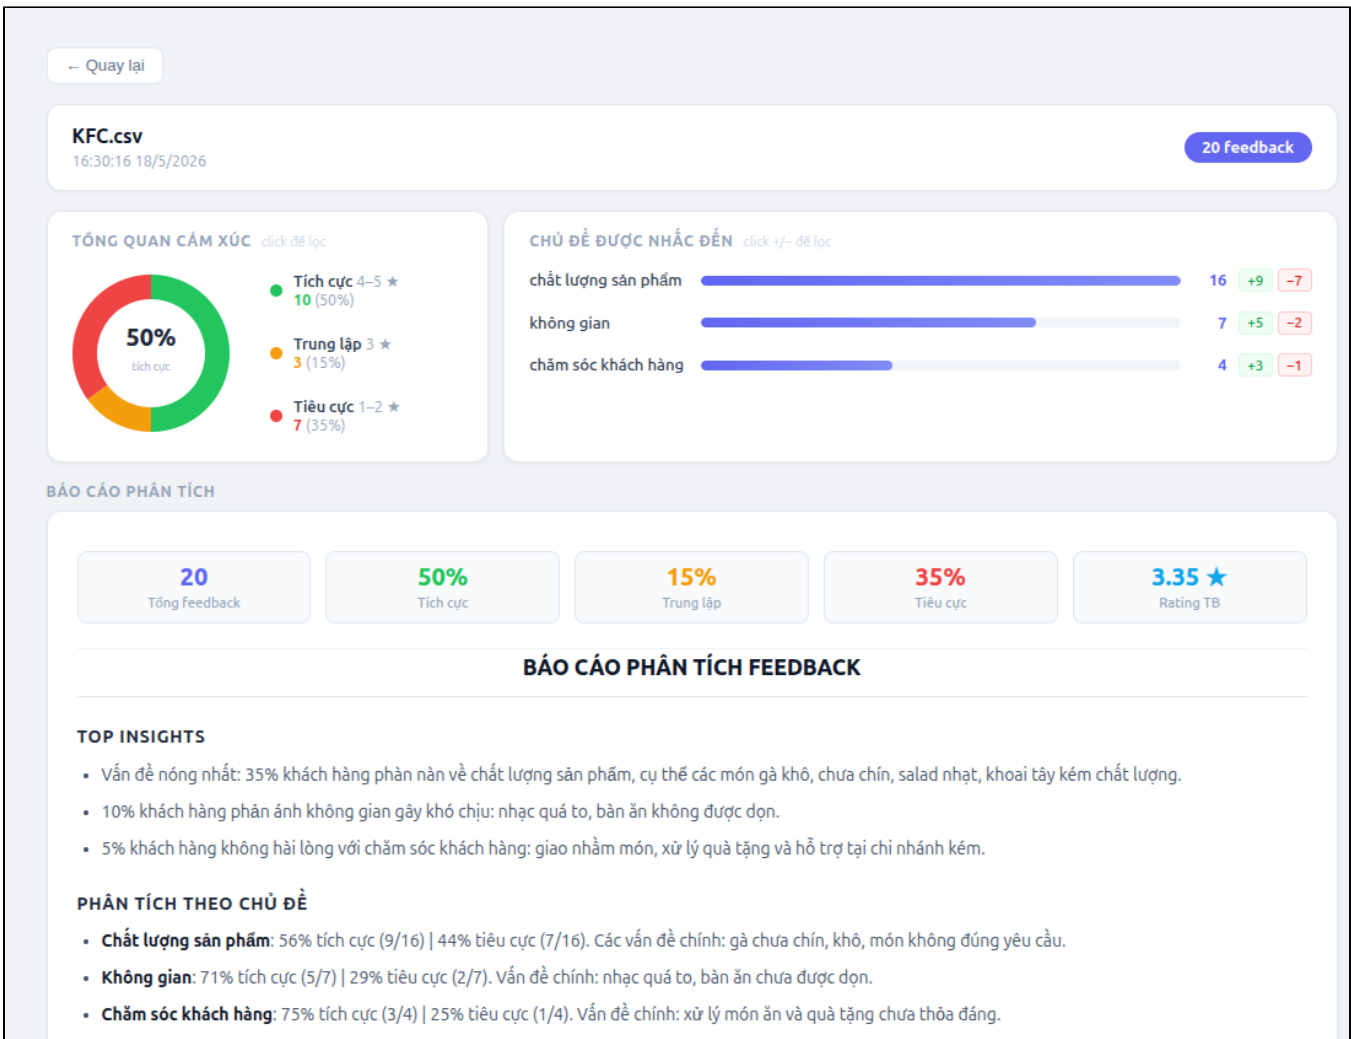 ← Quay lại
KFC.csv
16:30:16 18/5/2026
20 feedback
TỔNG QUAN CẢM XÚC click để lọc
50%
tích cực
Tích cực 4–5 ★
10 (50%)
Trung lập 3 ★
3 (15%)
Tiêu cực 1–2 ★
7 (35%)
CHỦ ĐỀ ĐƯỢC NHẮC ĐẾN click +/− để lọc
chất lượng sản phẩm 16 +9 −7
không gian 7 +5 −2
chăm sóc khách hàng 4 +3 −1
BÁO CÁO PHÂN TÍCH
20
Tổng feedback
50%
Tích cực
15%
Trung lập
35%
Tiêu cực
3.35 ★
Rating TB
BÁO CÁO PHÂN TÍCH FEEDBACK
TOP INSIGHTS
• Vấn đề nóng nhất: 35% khách hàng phàn nàn về chất lượng sản phẩm, cụ thể các món gà khô, chưa chín, salad nhạt, khoai tây kém chất lượng.
• 10% khách hàng phản ánh không gian gây khó chịu: nhạc quá to, bàn ăn không được dọn.
• 5% khách hàng không hài lòng với chăm sóc khách hàng: giao nhầm món, xử lý quà tặng và hỗ trợ tại chi nhánh kém.
PHÂN TÍCH THEO CHỦ ĐỀ
• Chất lượng sản phẩm: 56% tích cực (9/16) | 44% tiêu cực (7/16). Các vấn đề chính: gà chưa chín, khô, món không đúng yêu cầu.
• Không gian: 71% tích cực (5/7) | 29% tiêu cực (2/7). Vấn đề chính: nhạc quá to, bàn ăn chưa được dọn.
• Chăm sóc khách hàng: 75% tích cực (3/4) | 25% tiêu cực (1/4). Vấn đề chính: xử lý món ăn và quà tặng chưa thỏa đáng.